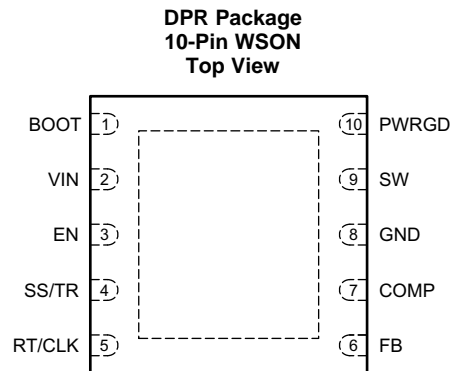 DPR Package
10-Pin WSON
Top View
BOOT 1 10 PWRGD
VIN 2 9 SW
EN 3 8 GND
SS/TR 4 7 COMP
RT/CLK 5 6 FB